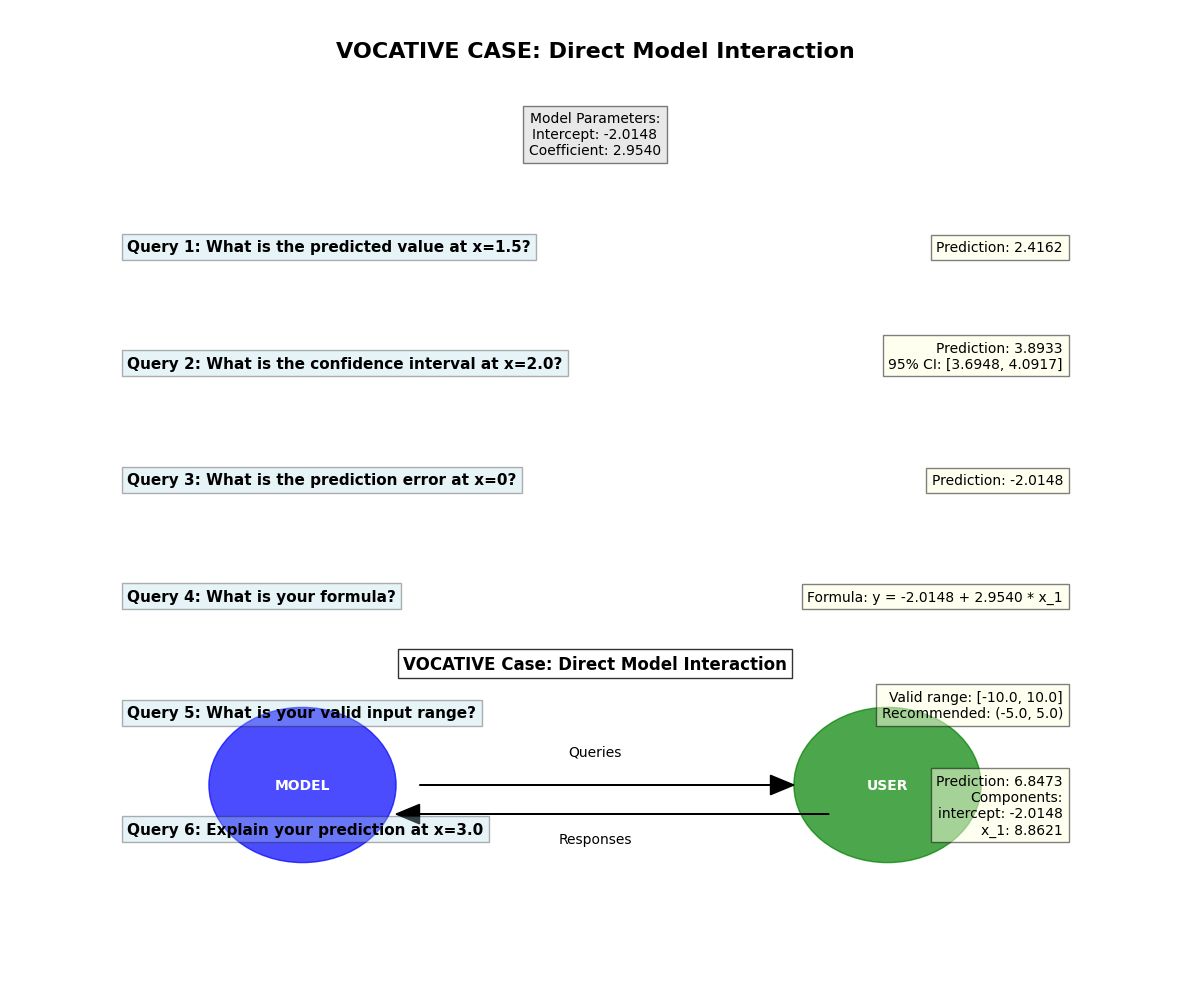 VOCATIVE CASE: Direct Model Interaction
Model Parameters:
Intercept: -2.0148
Coefficient: 2.9540
Query 1: What is the predicted value at x=1.5?
Prediction: 2.4162
Query 2: What is the confidence interval at x=2.0?
Prediction: 3.8933
95% CI: [3.6948, 4.0917]
Query 3: What is the prediction error at x=0?
Prediction: -2.0148
Query 4: What is your formula?
Formula: y = -2.0148 + 2.9540 * x_1
VOCATIVE Case: Direct Model Interaction
Query 5: What is your valid input range?
Valid range: [-10.0, 10.0]
Recommended: (-5.0, 5.0)
Queries
MODEL
USER
Query 6: Explain your prediction at x=3.0
Prediction: 6.8473
Components:
intercept: -2.0148
x_1: 8.8621
Responses